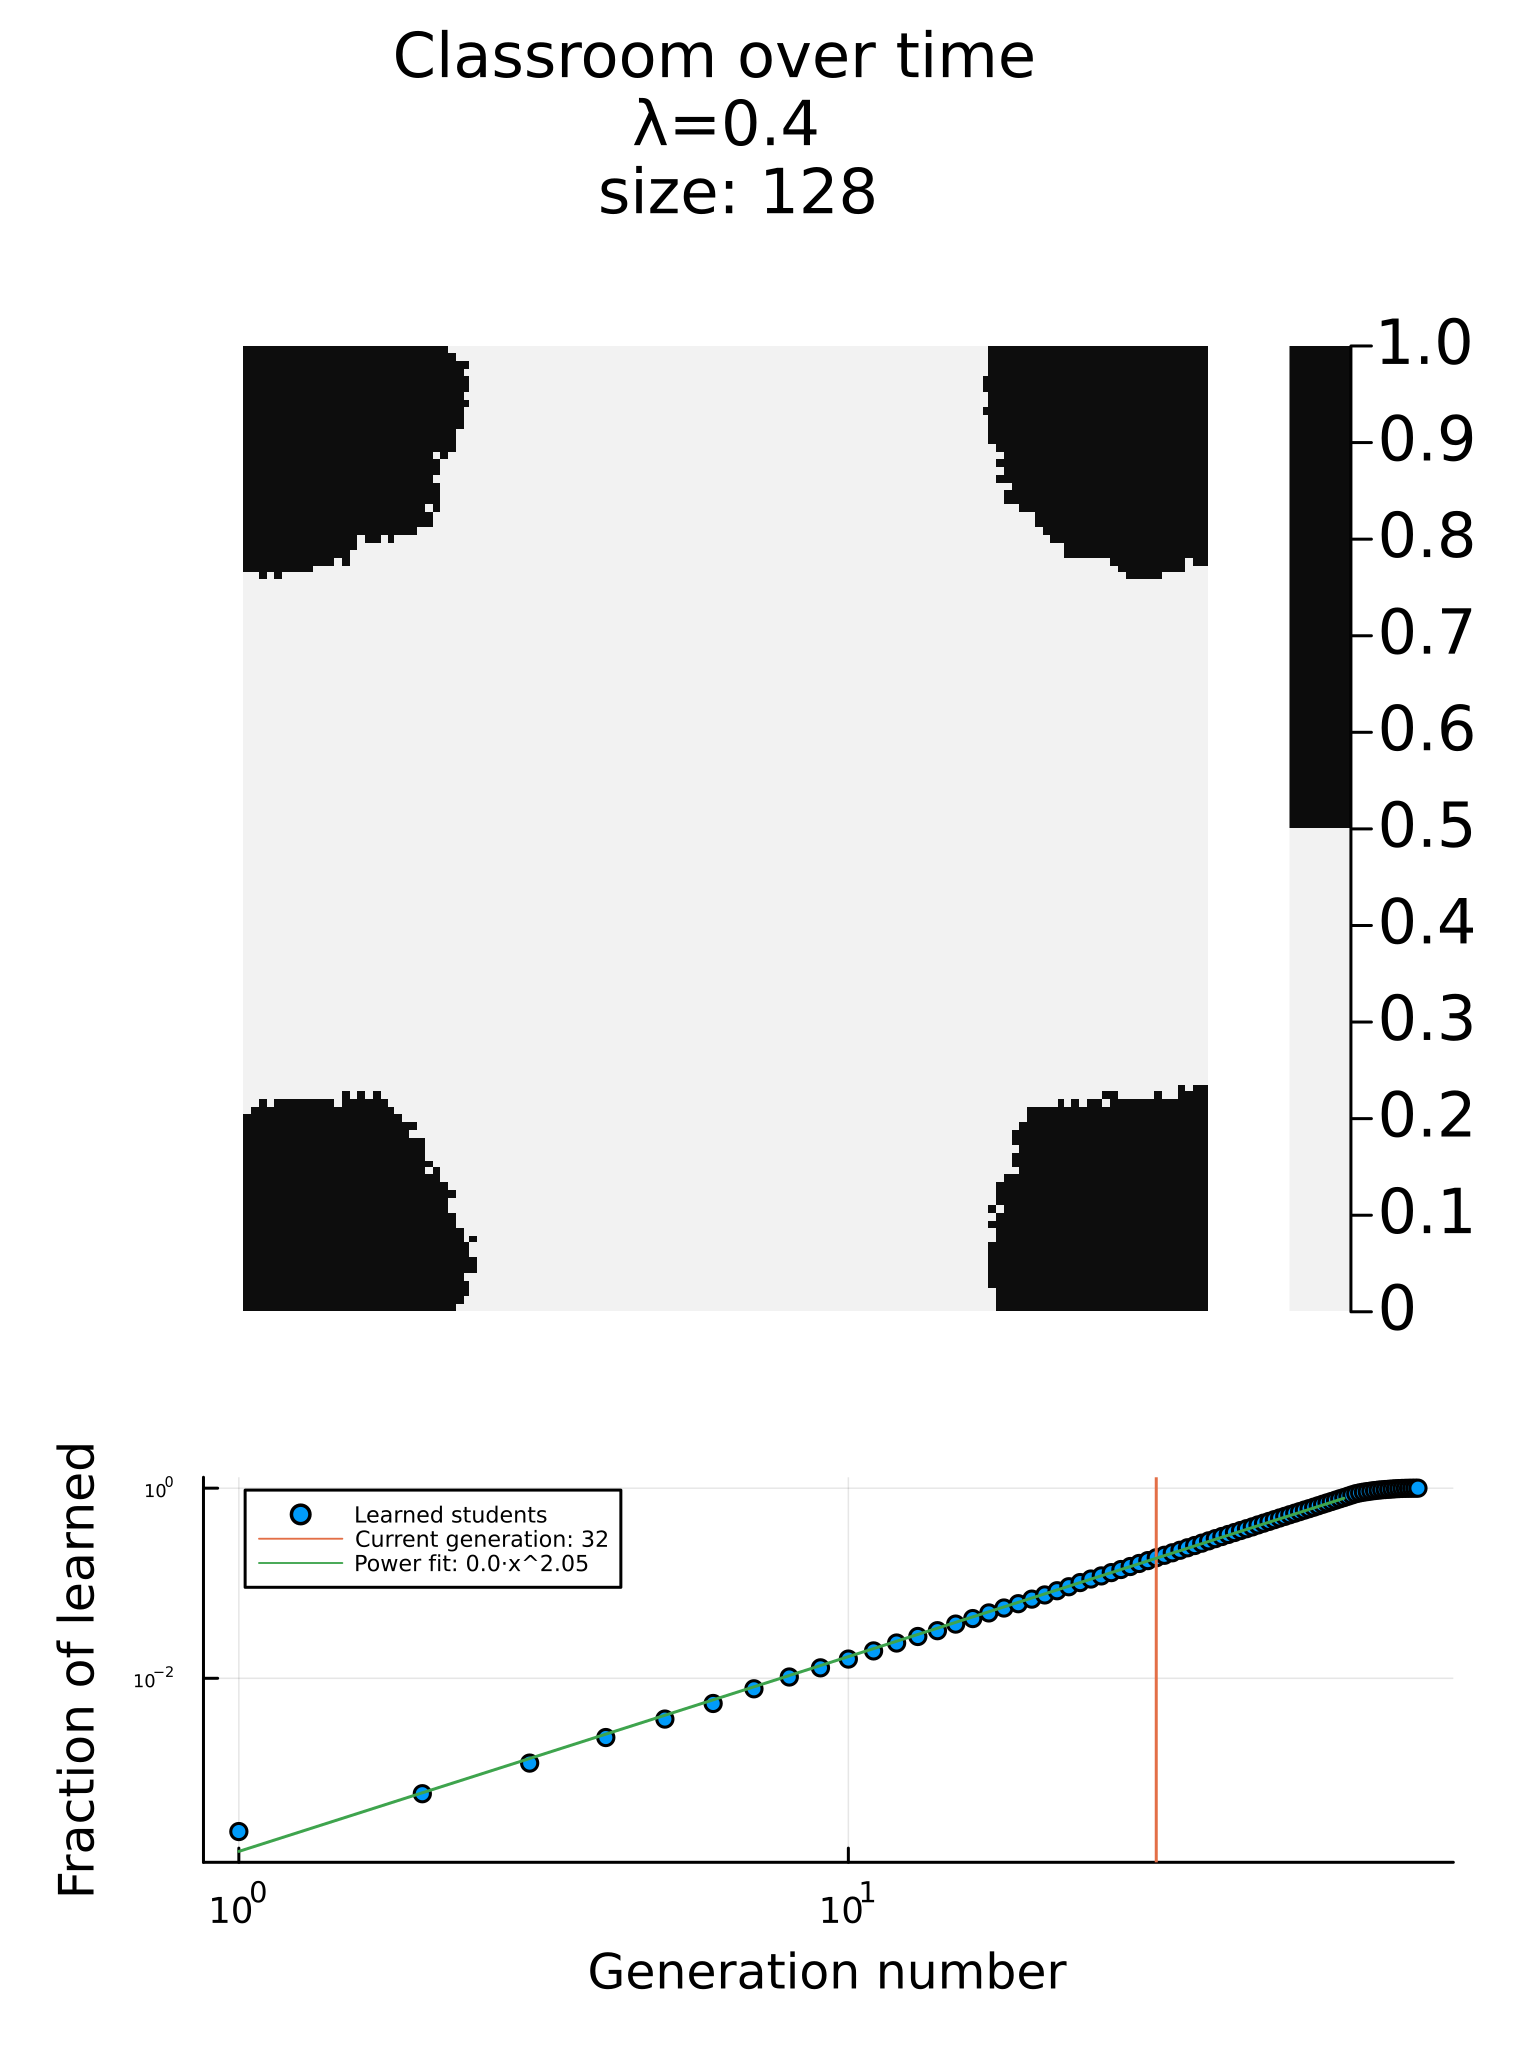 Classroom over time
λ=0.4
size: 128
1.0
0.9
0.8
0.7
0.6
0.5
0.4
0.3
0.2
0.1
0
Fraction of learned
10^0
10^-2
Learned students
Current generation: 32
Power fit: 0.0·x^2.05
10^0
10^1
Generation number